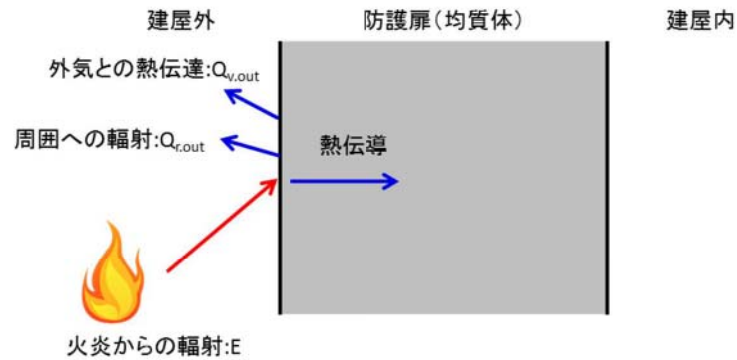 建屋外
防護扉(均質体)
建屋内
外気との熱伝達:Qv.out
周囲への輻射:Qr.out
熱伝導
火炎からの輻射:E